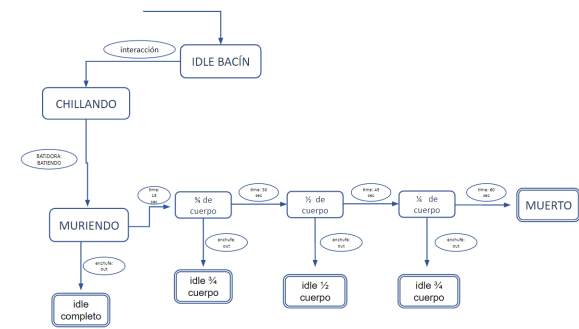 interacción
IDLE BACÍN
CHILLANDO
BATIDORA:
BATIENDO
time:
15
sec
¾ de
cuerpo
time: 30
sec
½ de
cuerpo
time: 45
sec
¼ de
cuerpo
time: 60
sec
MUERTO
MURIENDO
enchufe:
out
enchufe:
out
enchufe:
out
enchufe:
out
idle
completo
idle ¾
cuerpo
idle ½
cuerpo
idle ¾
cuerpo